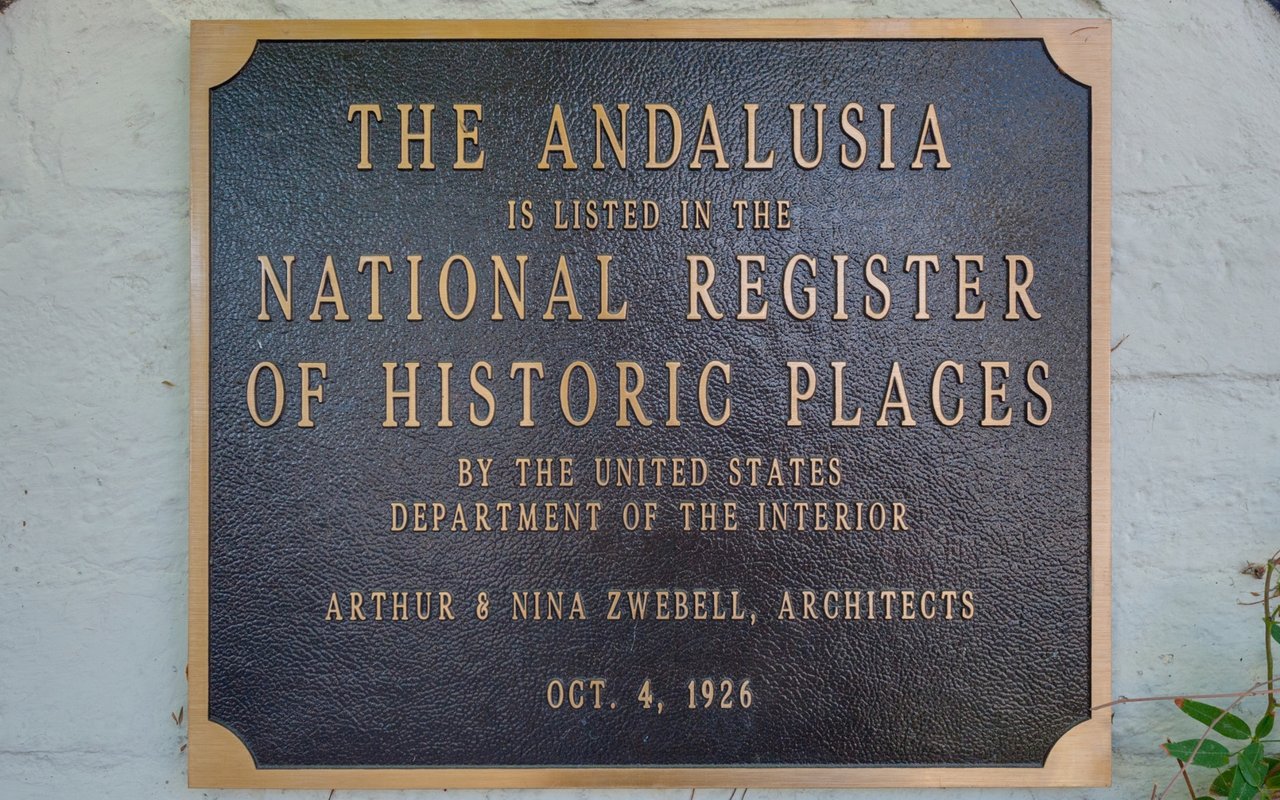 THE ANDALUSIA
IS LISTED IN THE
NATIONAL REGISTER
OF HISTORIC PLACES
BY THE UNITED STATES
DEPARTMENT OF THE INTERIOR
ARTHUR & NINA ZWEBELL, ARCHITECTS
OCT. 4, 1926